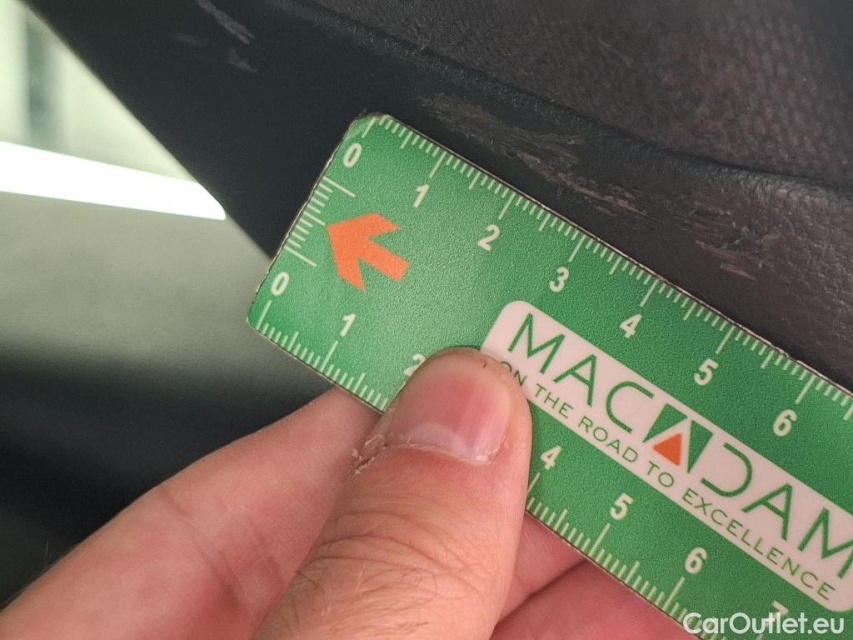 0 1 2 3 4 5 6
MACADAM
ON THE ROAD TO EXCELLENCE
0 1 2 4 5 6 7
CarOutlet.eu